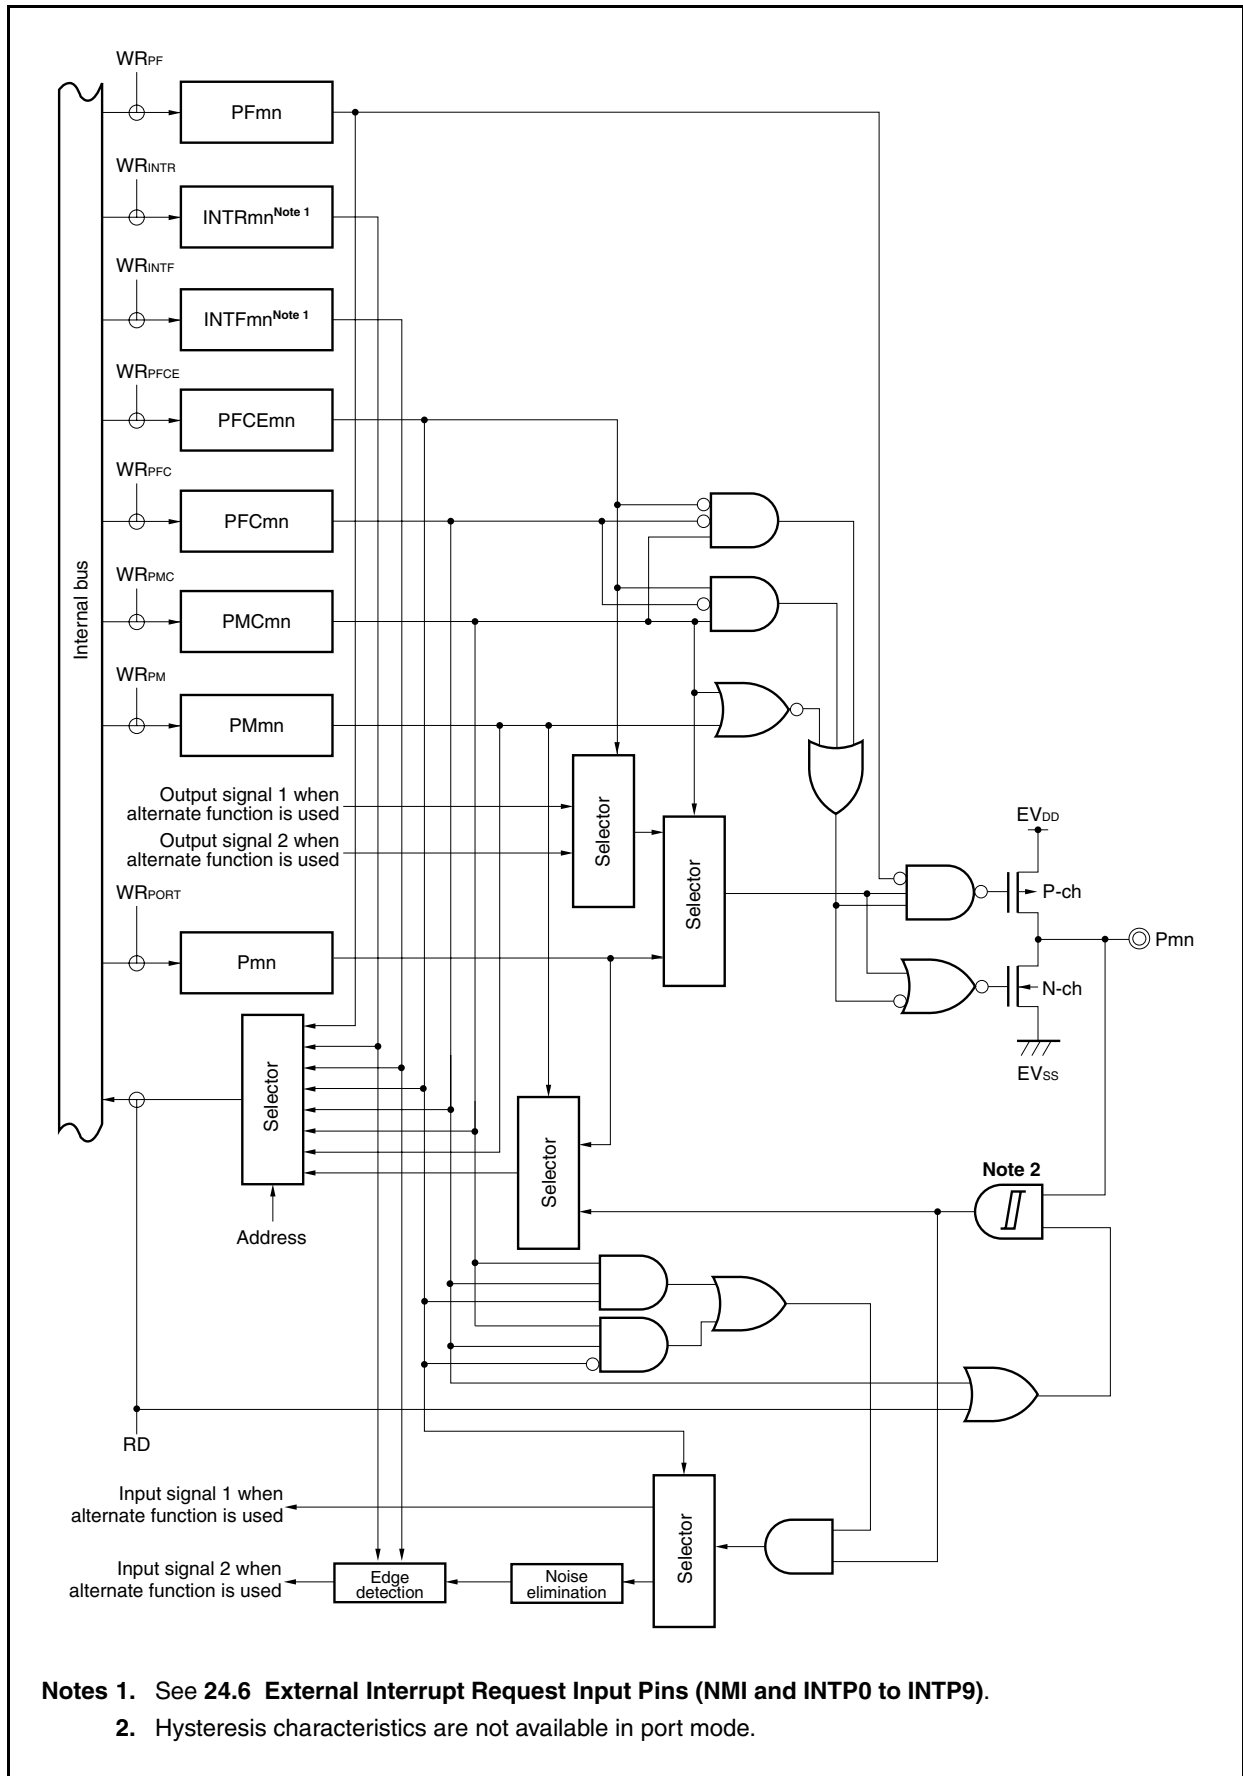 WRPF
PFmn
WRINTR
INTRmnNote 1
WRINTF
INTFmnNote 1
WRPFCE
PFCEmn
WRPFC
PFCmn
WRPMC
PMCmn
WRPM
PMmn
Internal bus
Output signal 1 when
alternate function is used
Output signal 2 when
alternate function is used
Selector
Selector
WRPORT
Pmn
EVDD
P-ch
Pmn
N-ch
EVSS
Selector
Address
Selector
Note 2
RD
Input signal 1 when
alternate function is used
Input signal 2 when
alternate function is used
Edge
detection
Noise
elimination
Selector
Notes 1. See 24.6 External Interrupt Request Input Pins (NMI and INTP0 to INTP9).
2. Hysteresis characteristics are not available in port mode.